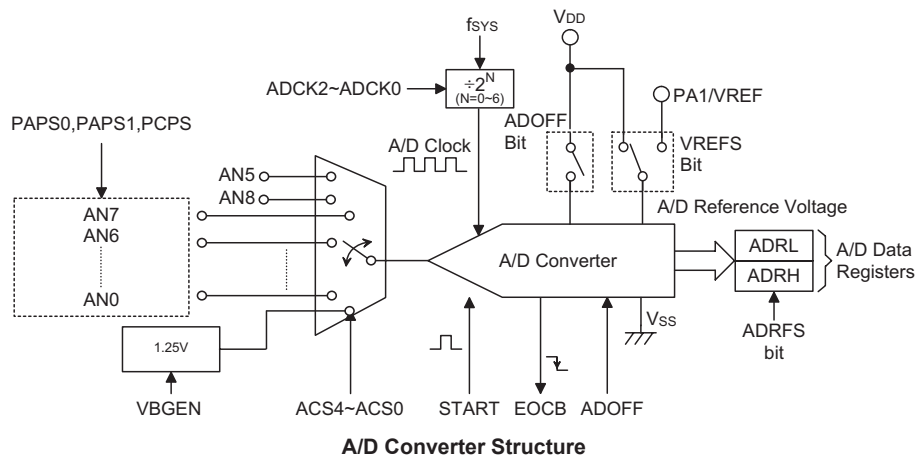 fSYS
VDD
ADCK2~ADCK0
÷2^N
(N=0~6)
PA1/VREF
PAPS0,PAPS1,PCPS
ADOFF
Bit
VREFS
Bit
A/D Clock
AN5
AN8
AN7
AN6
AN0
A/D Reference Voltage
A/D Converter
ADRL
ADRH
A/D Data
Registers
VSS
ADRFS
bit
1.25V
VBGEN
ACS4~ACS0
START
EOCB
ADOFF
A/D Converter Structure